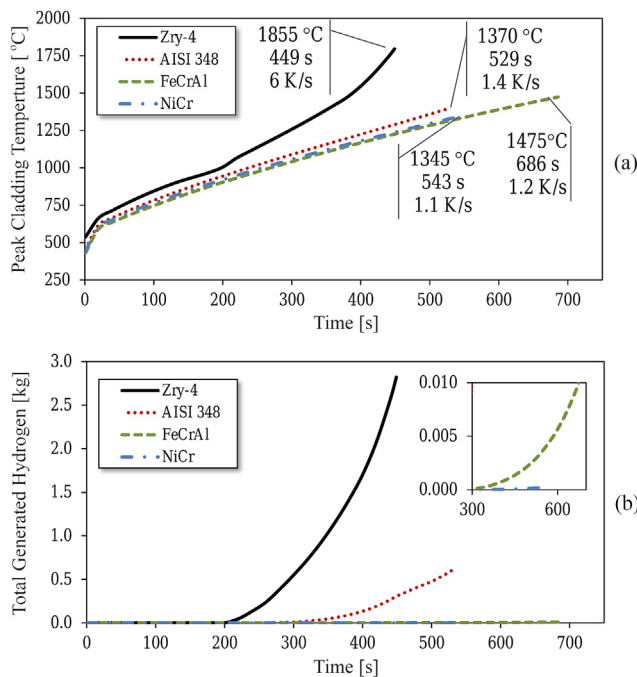 2250
2000
1750
1500
1250
1000
750
500
250
Peak Cladding Temperture [°C]
Zry-4
AISI 348
FeCrAl
NiCr
1855 °C
449 s
6 K/s
1370 °C
529 s
1.4 K/s
1345 °C
543 s
1.1 K/s
1475°C
686 s
1.2 K/s
(a)
0 100 200 300 400 500 600 700
Time [s]
3.0
2.5
2.0
1.5
1.0
0.5
0.0
Total Generated Hydrogen [kg]
Zry-4
AISI 348
FeCrAl
NiCr
0.010
0.005
0.000
300 600
(b)
0 100 200 300 400 500 600 700
Time [s]